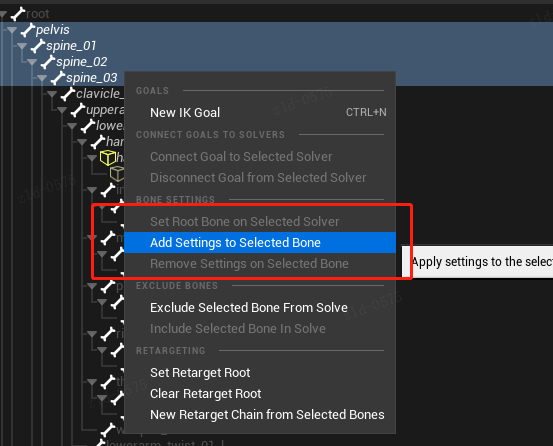 root
pelvis
spine_01
spine_02
spine_03
clavicle_
uppera
lower
har
GOALS
New IK Goal CTRL+N
CONNECT GOALS TO SOLVERS
Connect Goal to Selected Solver
Disconnect Goal from Selected Solver
BONE SETTINGS
Set Root Bone on Selected Solver
Add Settings to Selected Bone
Apply settings to the selec
Remove Settings on Selected Bone
EXCLUDE BONES
Exclude Selected Bone From Solve
Include Selected Bone In Solve
RETARGETING
Set Retarget Root
Clear Retarget Root
New Retarget Chain from Selected Bones
lowerarm_twist_01_l